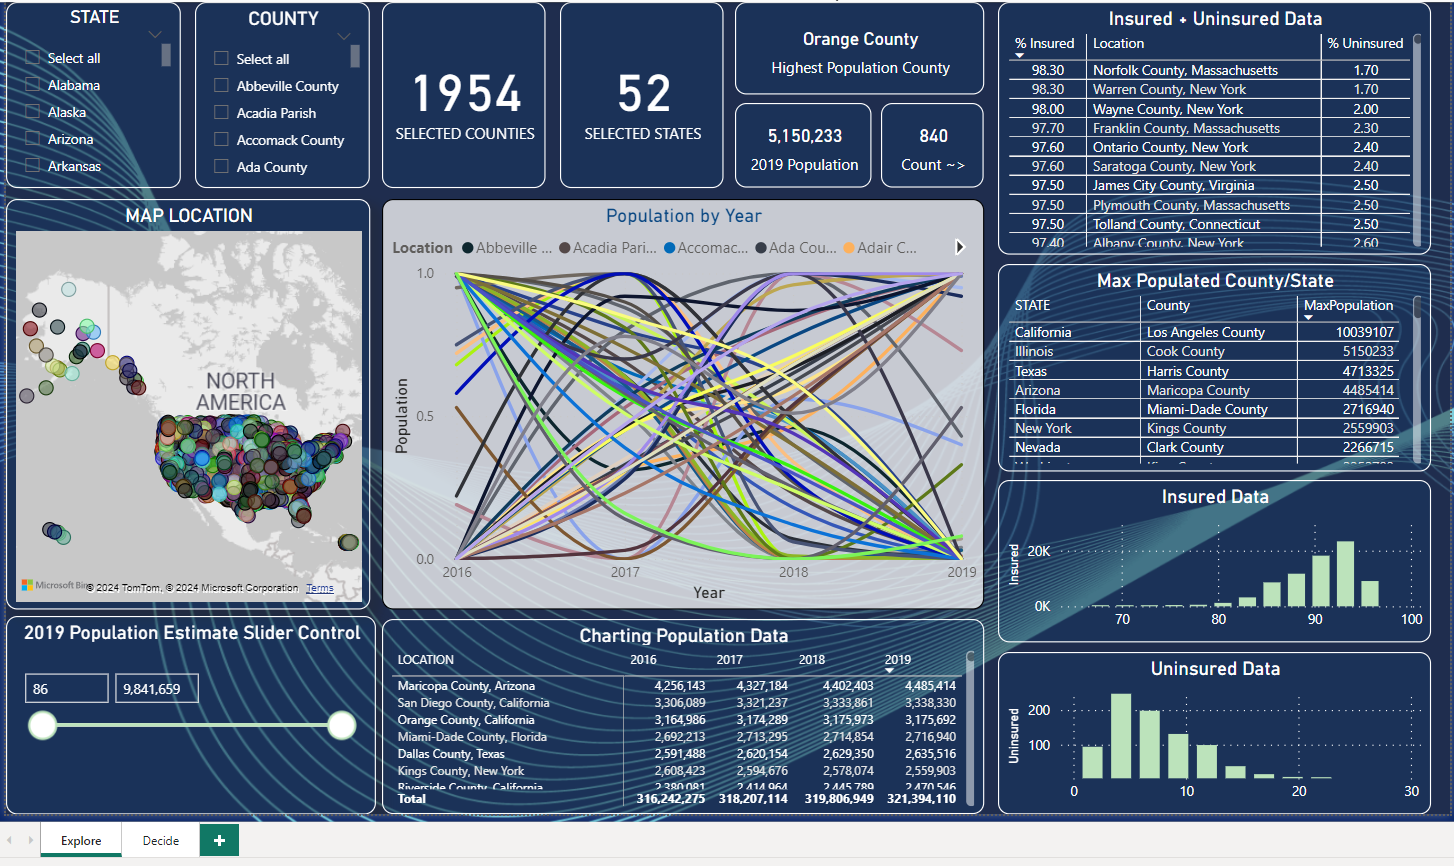 STATE
Select all
Alabama
Alaska
Arizona
Arkansas
COUNTY
Select all
Abbeville County
Acadia Parish
Accomack County
Ada County
1954
SELECTED COUNTIES
52
SELECTED STATES
Orange County
Highest Population County
5,150,233
2019 Population
840
Count ~>
Insured + Uninsured Data
% Insured Location % Uninsured
98.30 Norfolk County, Massachusetts 1.70
98.30 Warren County, New York 1.70
98.00 Wayne County, New York 2.00
97.70 Franklin County, Massachusetts 2.30
97.60 Ontario County, New York 2.40
97.60 Saratoga County, New York 2.40
97.50 James City County, Virginia 2.50
97.50 Plymouth County, Massachusetts 2.50
97.50 Tolland County, Connecticut 2.50
97.40 Albany County, New York 2.60
MAP LOCATION
NORTH
AMERICA
Microsoft Bin
© 2024 TomTom, © 2024 Microsoft Corporation Terms
Population by Year
Location Abbeville ... Acadia Pari... Accomac... Ada Cou... Adair C...
Population
1.0
0.5
0.0
2016 2017 2018 2019
Year
Max Populated County/State
STATE County MaxPopulation
California Los Angeles County 10039107
Illinois Cook County 5150233
Texas Harris County 4713325
Arizona Maricopa County 4485414
Florida Miami-Dade County 2716940
New York Kings County 2559903
Nevada Clark County 2266715
Insured Data
Insured
20K
0K
70 80 90 100
2019 Population Estimate Slider Control
86 9,841,659
Charting Population Data
LOCATION 2016 2017 2018 2019
Maricopa County, Arizona 4,256,143 4,327,184 4,402,403 4,485,414
San Diego County, California 3,306,089 3,321,237 3,333,861 3,338,330
Orange County, California 3,164,986 3,174,289 3,175,973 3,175,692
Miami-Dade County, Florida 2,692,213 2,713,295 2,714,854 2,716,940
Dallas County, Texas 2,591,488 2,620,154 2,629,350 2,635,516
Kings County, New York 2,608,423 2,594,676 2,578,074 2,559,903
Riverside County, California 2,380,081 2,414,964 2,445,789 2,470,546
Total 316,242,275 318,207,114 319,806,949 321,394,110
Uninsured Data
Uninsured
200
100
0 10 20 30
Explore
Decide
+